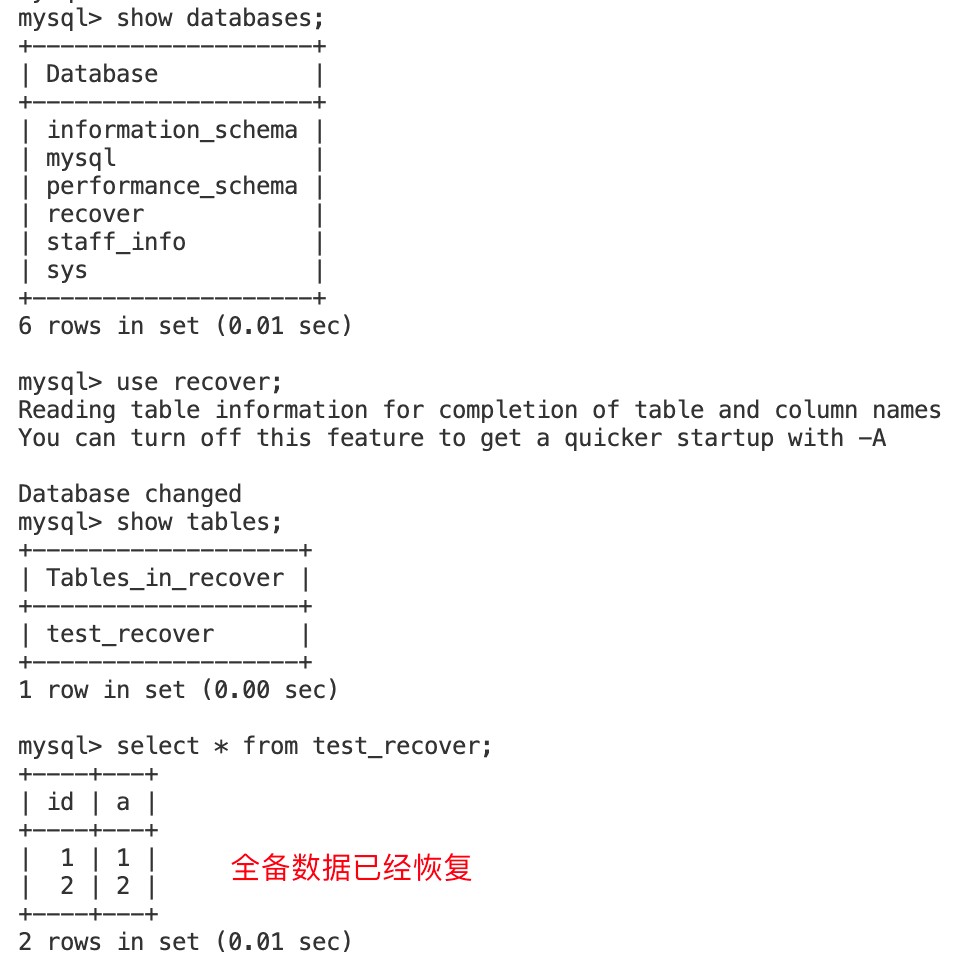 mysql> show databases;
+--------------------+
| Database           |
+--------------------+
| information_schema |
| mysql              |
| performance_schema |
| recover            |
| staff_info         |
| sys                |
+--------------------+
6 rows in set (0.01 sec)
mysql> use recover;
Reading table information for completion of table and column names
You can turn off this feature to get a quicker startup with -A
Database changed
mysql> show tables;
+-------------------+
| Tables_in_recover |
+-------------------+
| test_recover      |
+-------------------+
1 row in set (0.00 sec)
mysql> select * from test_recover;
+----+---+
| id | a |
+----+---+
|  1 | 1 |
全备数据已经恢复
|  2 | 2 |
+----+---+
2 rows in set (0.01 sec)